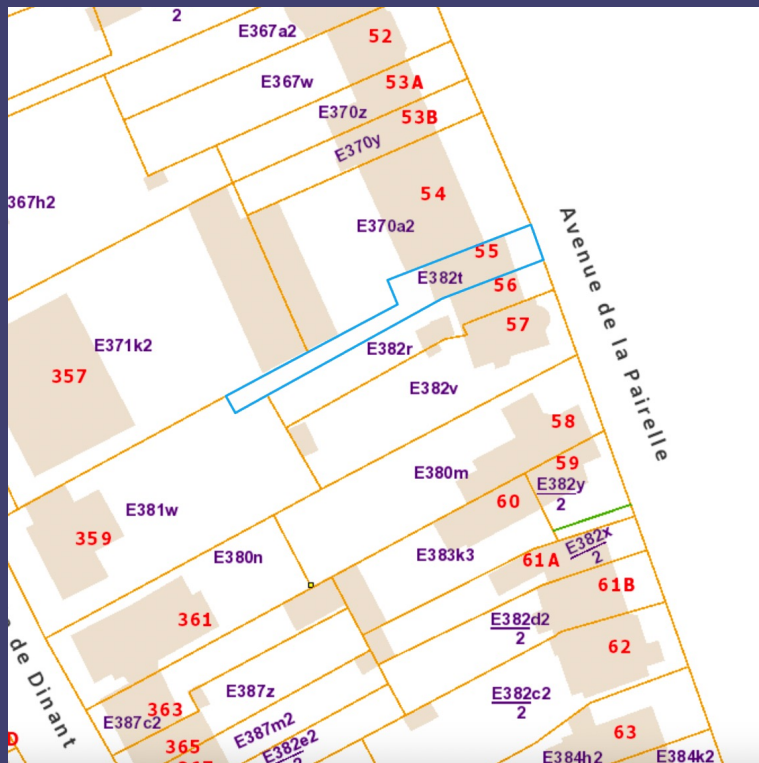 2
E367a2
52
E367w
53A
E370z
53B
E370y
367h2
54
E370a2
55
E382t
56
57
E371k2
E382r
357
E382v
Avenue de la Pairelle
58
E380m
59
E382y
2
60
E381w
359
E380n
E383k3
E382x
2
61A
61B
361
E382d2
2
62
de Dinant
E387z
E382c2
2
363
E387c2
E387m2
365
E382e2
63
E384h2
E384k2